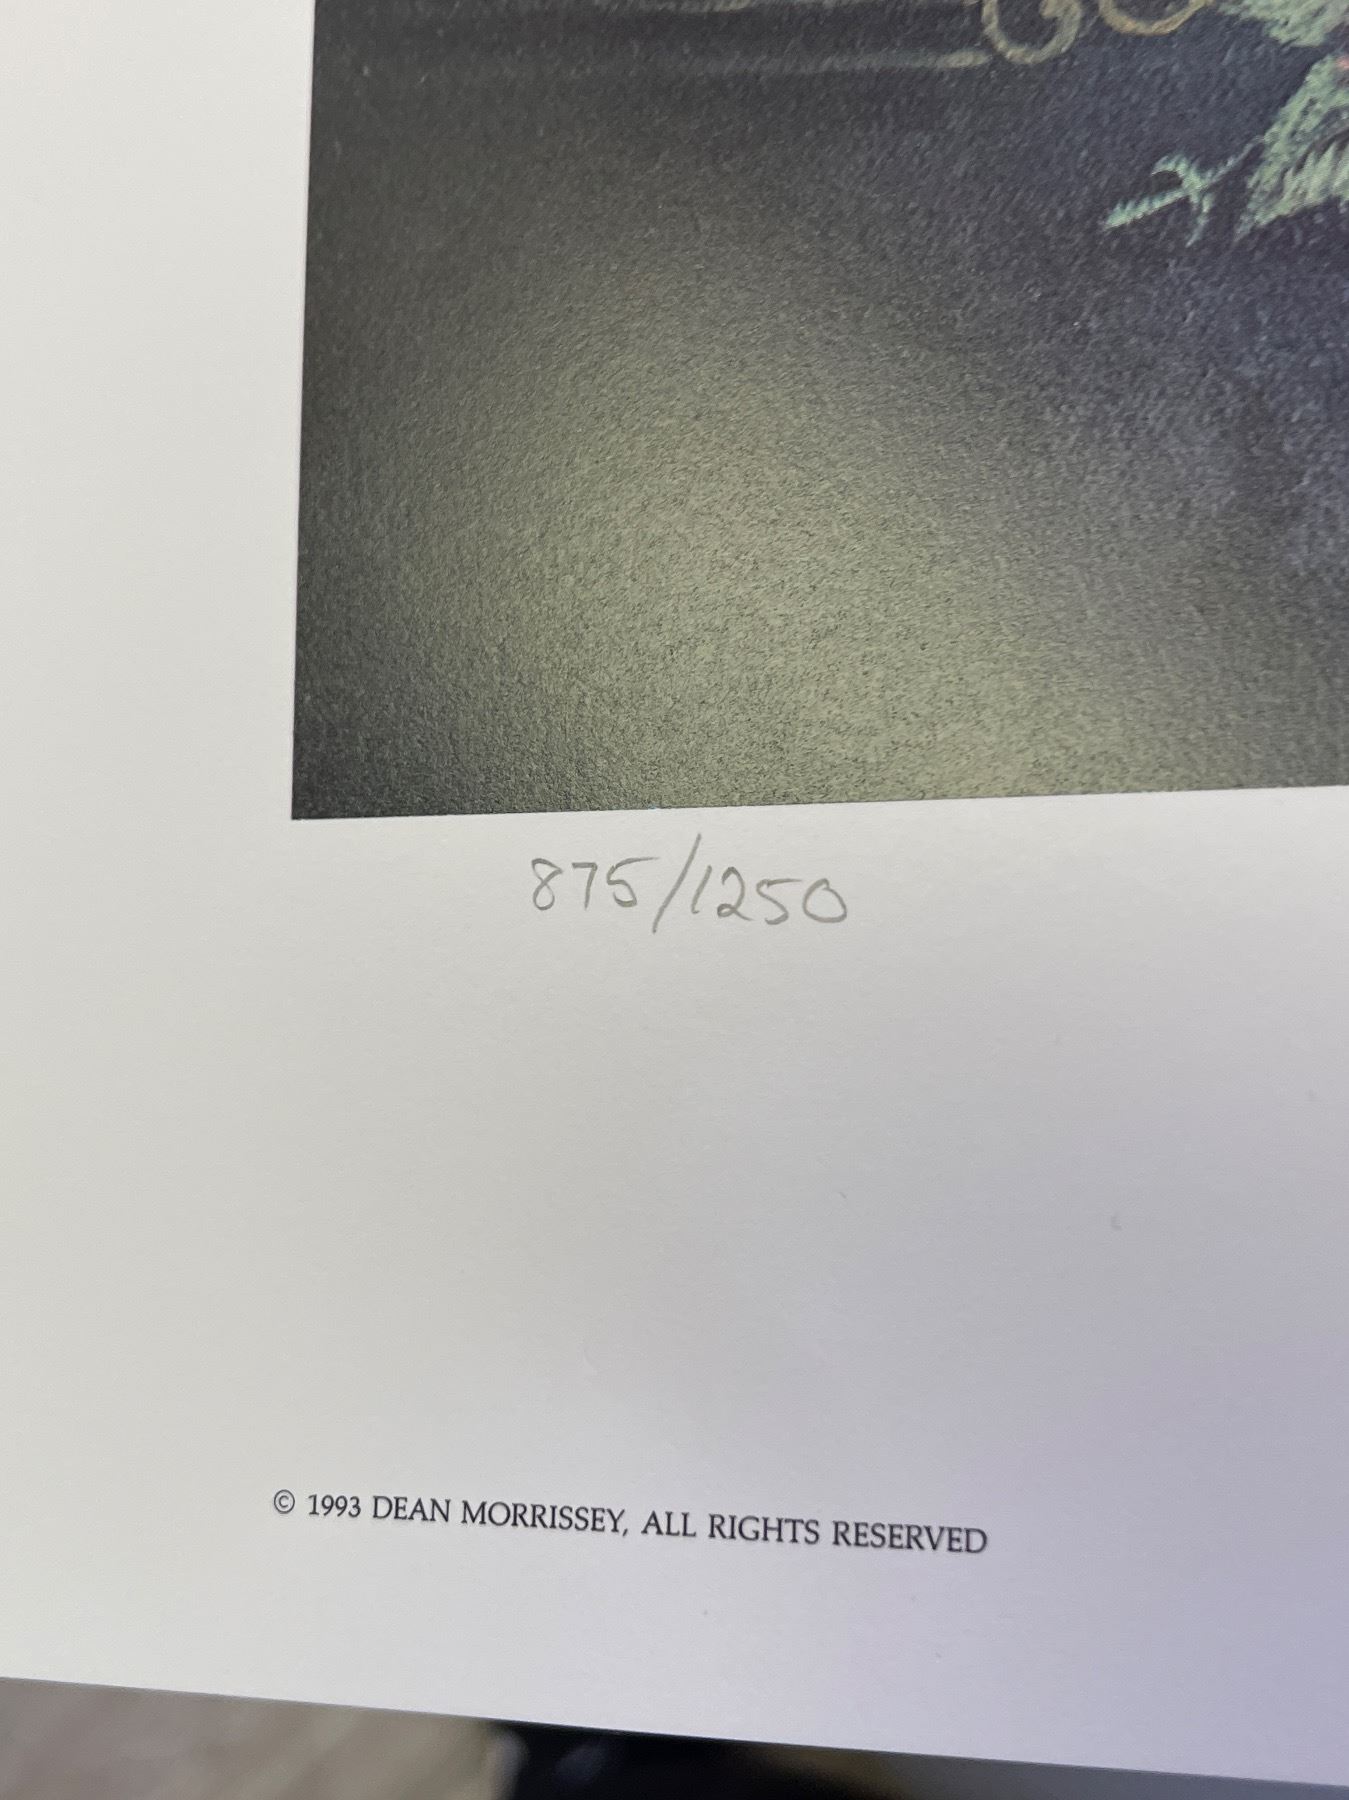 875/1250
© 1993 DEAN MORRISSEY, ALL RIGHTS RESERVED